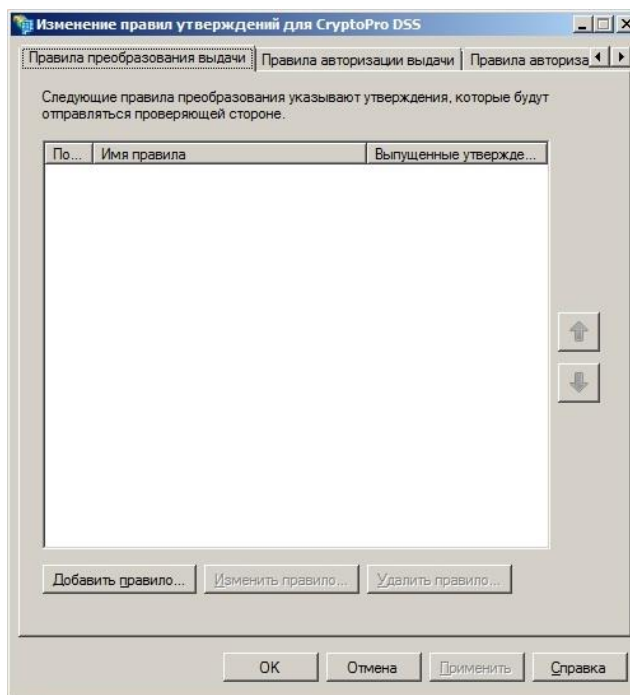 Изменение правил утверждений для CryptoPro DSS
Правила преобразования выдачи Правила авторизации выдачи Правила авториза
Следующие правила преобразования указывают утверждения, которые будут
отправляться проверяющей стороне.
По... Имя правила Выпущенные утвержде...
Добавить правило... Изменить правило... Удалить правило...
OK Отмена Применить Справка